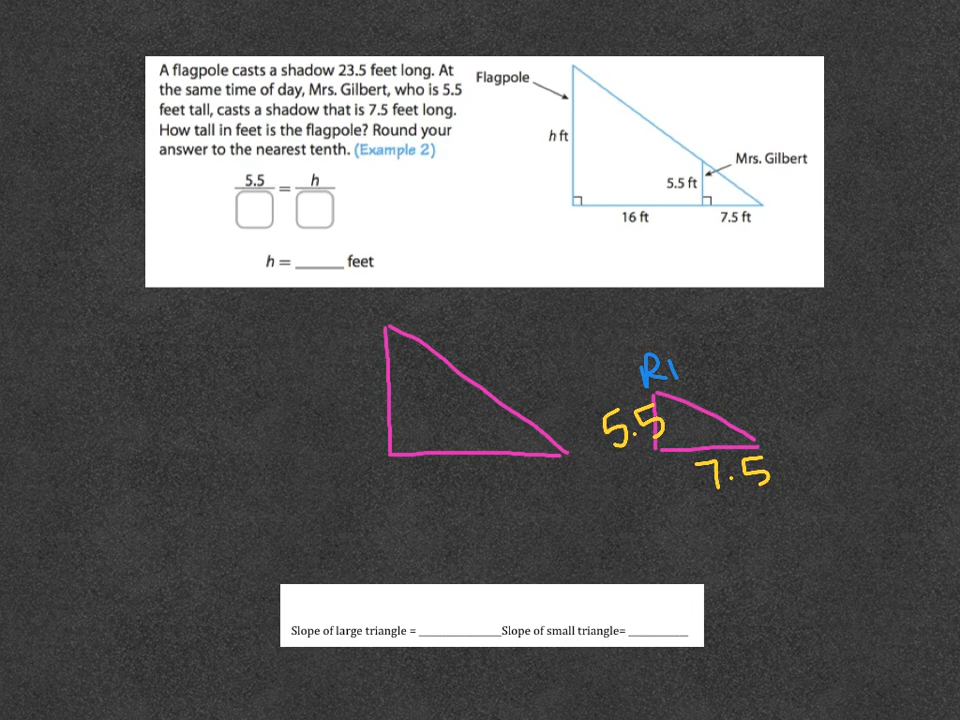 A flagpole casts a shadow 23.5 feet long. At
the same time of day, Mrs. Gilbert, who is 5.5
feet tall, casts a shadow that is 7.5 feet long.
How tall in feet is the flagpole? Round your
answer to the nearest tenth. (Example 2)
5.5 = h
h = ______ feet
Flagpole
h ft
Mrs. Gilbert
5.5 ft
16 ft
7.5 ft
R1
5.5
7.5
Slope of large triangle = ________________Slope of small triangle= ___________